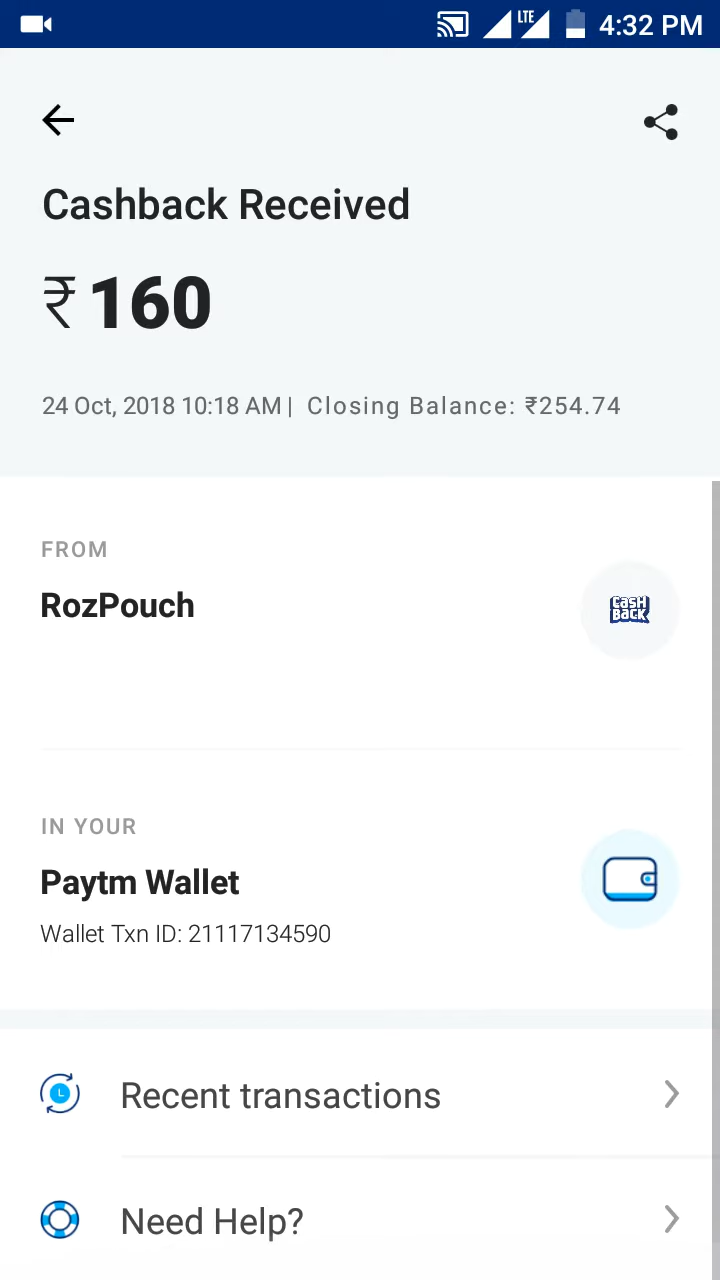 LTE 4:32 PM
Cashback Received
₹160
24 Oct, 2018 10:18 AM | Closing Balance: ₹254.74
FROM
RozPouch
CASH
BACK
IN YOUR
Paytm Wallet
Wallet Txn ID: 21117134590
Recent transactions
Need Help?